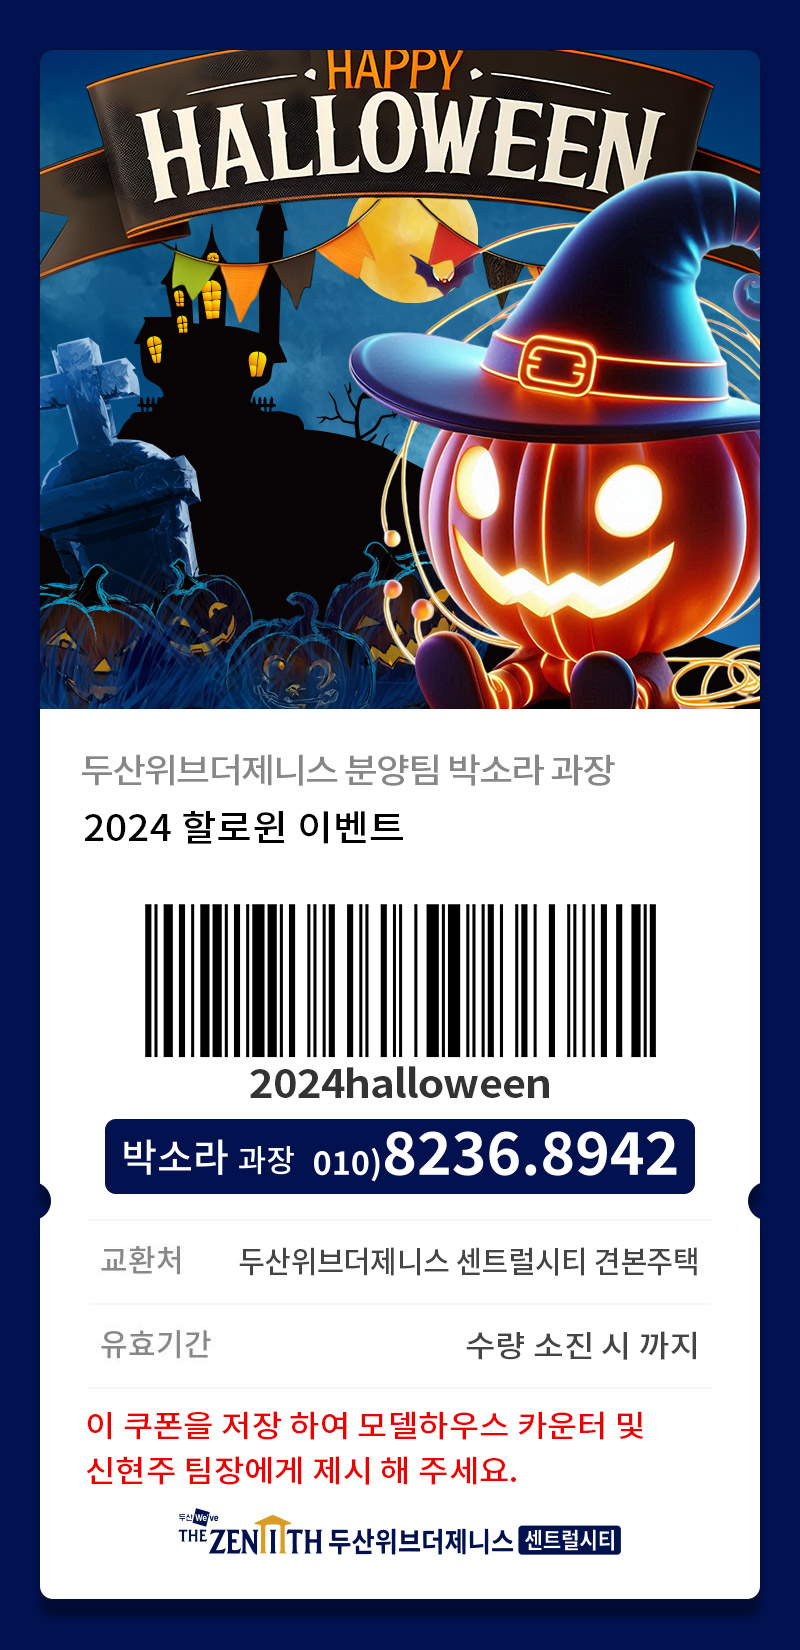 HAPPY
HALLOWEEN
두산위브더제니스 분양팀 박소라 과장
2024 할로윈 이벤트
2024halloween
박소라 과장 010)8236.8942
교환처 두산위브더제니스 센트럴시티 견본주택
유효기간 수량 소진 시 까지
이 쿠폰을 저장 하여 모델하우스 카운터 및
신현주 팀장에게 제시 해 주세요.
두산 We've
THE ZENITH 두산위브더제니스 센트럴시티